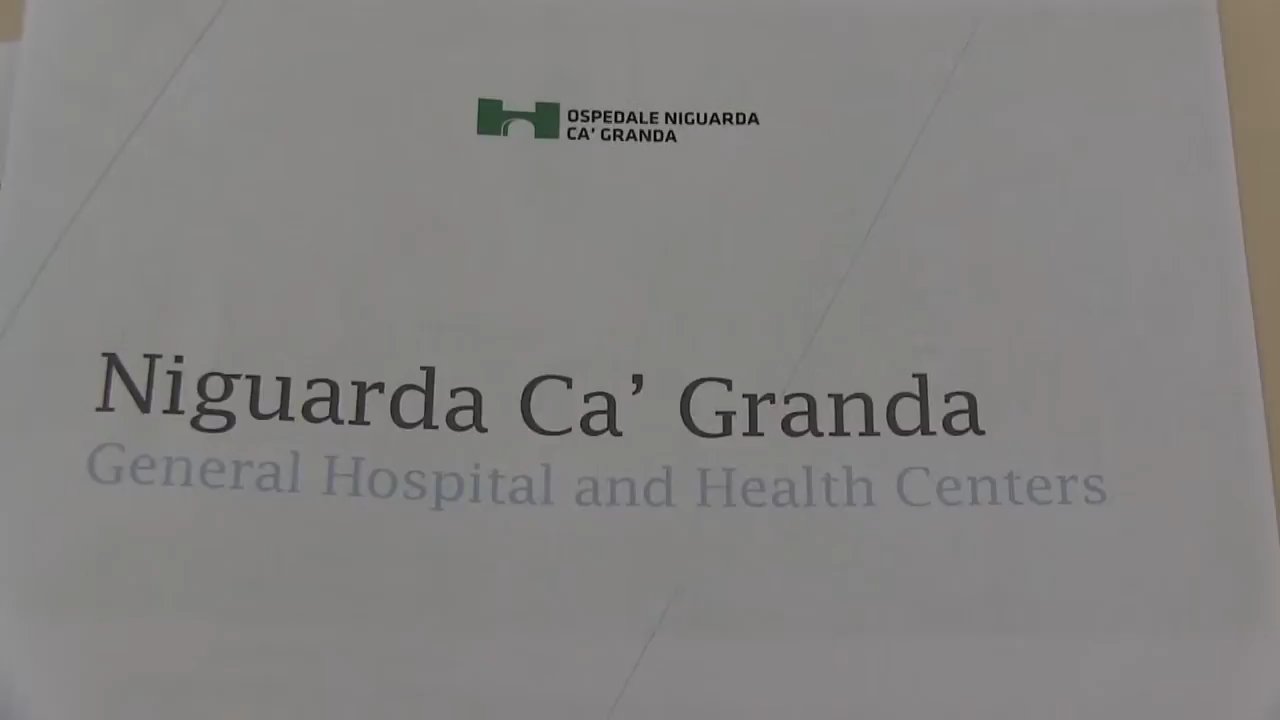 OSPEDALE NIGUARDA
CA' GRANDA
Niguarda Ca’ Granda
General Hospital and Health Centers